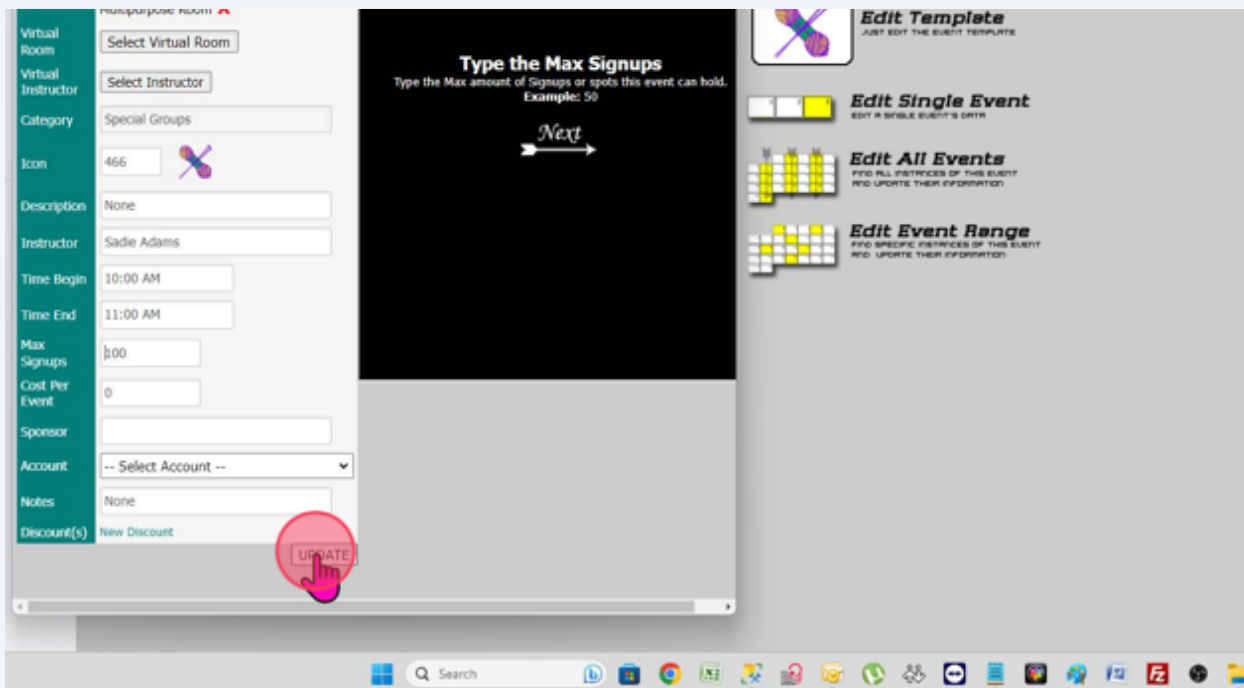 Multipurpose Room X
Virtual Room
Select Virtual Room
Virtual Instructor
Select Instructor
Category
Special Groups
Icon
466
Description
None
Instructor
Sadie Adams
Time Begin
10:00 AM
Time End
11:00 AM
Max Signups
100
Cost Per Event
0
Sponsor
Account
-- Select Account --
Notes
None
Discount(s)
New Discount
UPDATE
Type the Max Signups
Type the Max amount of Signups or spots this event can hold.
Example: 50
Next
Edit Template
JUST EDIT THE EVENT TEMPLATE
Edit Single Event
EDIT A SINGLE EVENT'S DATA
Edit All Events
FIND ALL INSTANCES OF THIS EVENT
AND UPDATE THEIR INFORMATION
Edit Event Range
FIND SPECIFIC INSTANCES OF THIS EVENT
AND UPDATE THEIR INFORMATION
Search